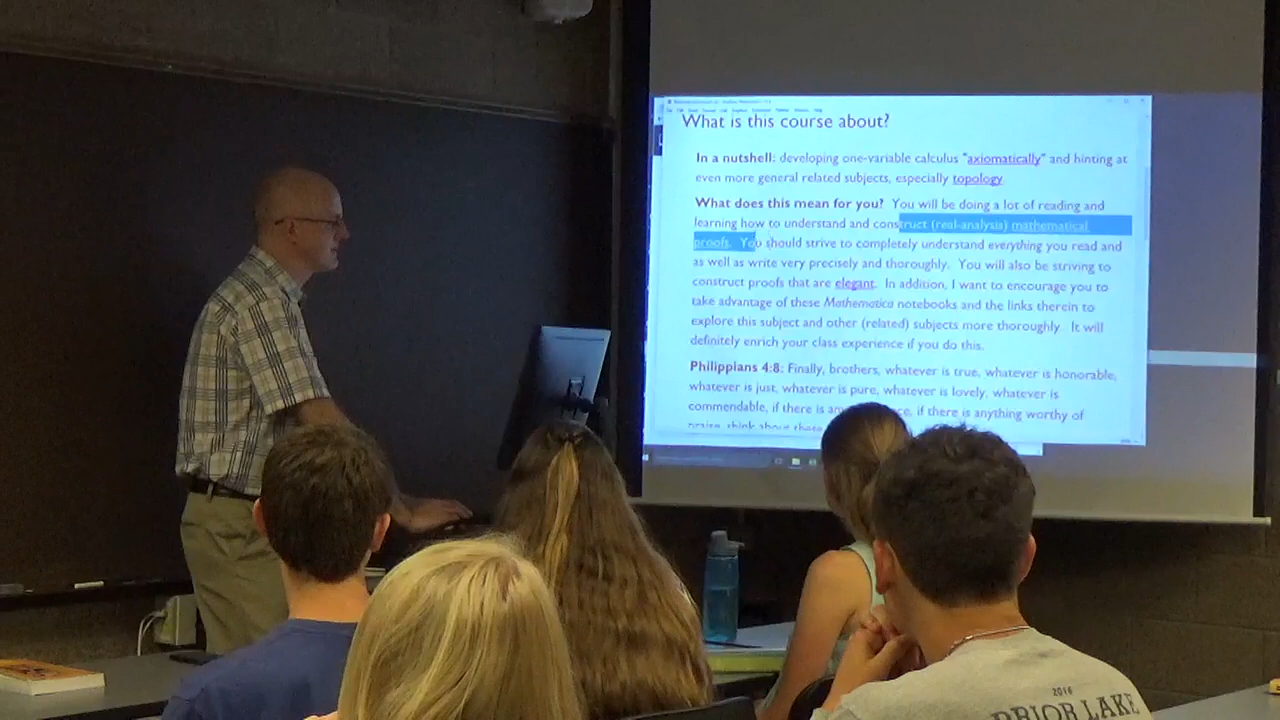 What is this course about?
In a nutshell: developing one-variable calculus "axiomatically" and hinting at
even more general related subjects, especially topology.
What does this mean for you? You will be doing a lot of reading and
learning how to understand and construct (real-analysis) mathematical
proofs. You should strive to completely understand everything you read and
as well as write very precisely and thoroughly. You will also be striving to
construct proofs that are elegant. In addition, I want to encourage you to
take advantage of these Mathematica notebooks and the links therein to
explore this subject and other (related) subjects more thoroughly. It will
definitely enrich your class experience if you do this.
Philippians 4:8: Finally, brothers, whatever is true, whatever is honorable,
whatever is just, whatever is pure, whatever is lovely, whatever is
commendable, if there is any if there is anything worthy of
praise, think about these
2016
PRIOR LAKE